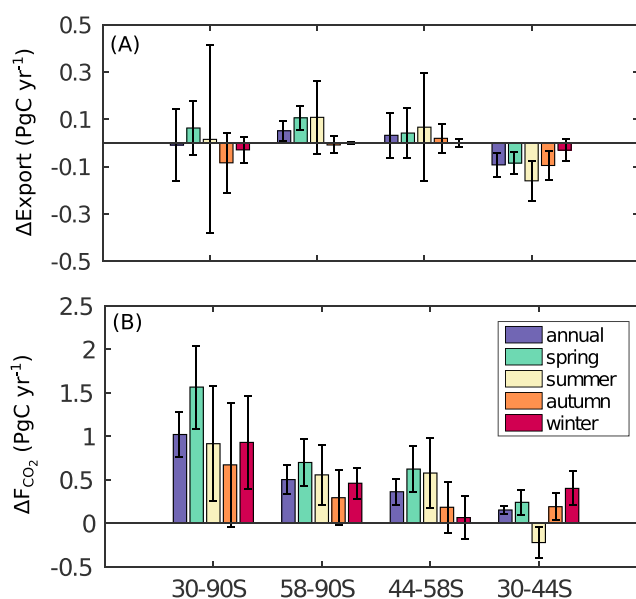 (A)
ΔExport (PgC yr⁻¹)
0.5
0.3
0.1
-0.1
-0.3
-0.5
(B)
ΔF_CO₂ (PgC yr⁻¹)
2.5
2
1.5
1
0.5
0
-0.5
annual
spring
summer
autumn
winter
30-90S 58-90S 44-58S 30-44S